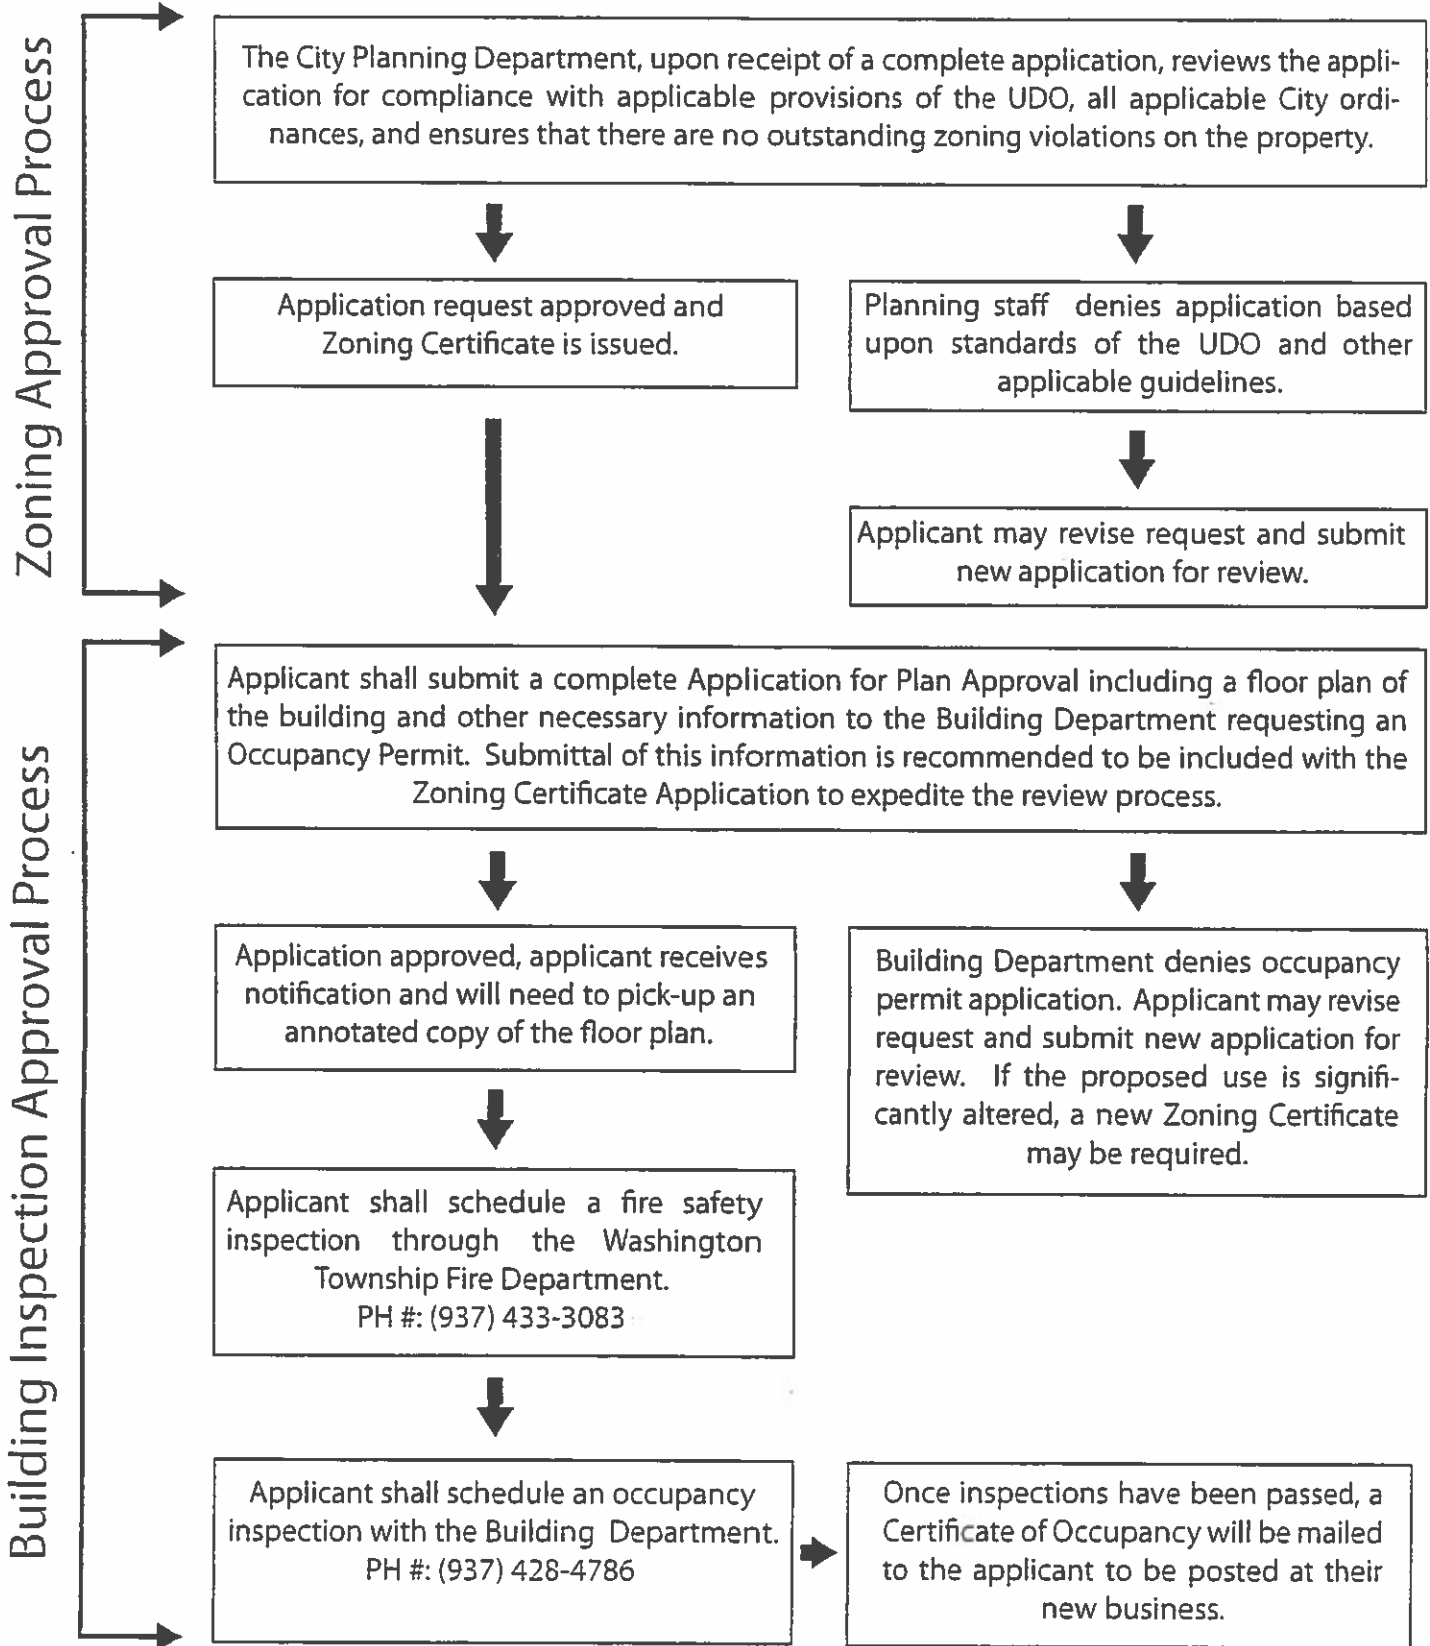 Zoning Approval Process
The City Planning Department, upon receipt of a complete application, reviews the appli-
cation for compliance with applicable provisions of the UDO, all applicable City ordi-
nances, and ensures that there are no outstanding zoning violations on the property.
Application request approved and
Zoning Certificate is issued.
Planning staff denies application based
upon standards of the UDO and other
applicable guidelines.
Applicant may revise request and submit
new application for review.
Building Inspection Approval Process
Applicant shall submit a complete Application for Plan Approval including a floor plan of
the building and other necessary information to the Building Department requesting an
Occupancy Permit. Submittal of this information is recommended to be included with the
Zoning Certificate Application to expedite the review process.
Application approved, applicant receives
notification and will need to pick-up an
annotated copy of the floor plan.
Building Department denies occupancy
permit application. Applicant may revise
request and submit new application for
review. If the proposed use is signifi-
cantly altered, a new Zoning Certificate
may be required.
Applicant shall schedule a fire safety
inspection through the Washington
Township Fire Department.
PH #: (937) 433-3083
Applicant shall schedule an occupancy
inspection with the Building Department.
PH #: (937) 428-4786
Once inspections have been passed, a
Certificate of Occupancy will be mailed
to the applicant to be posted at their
new business.